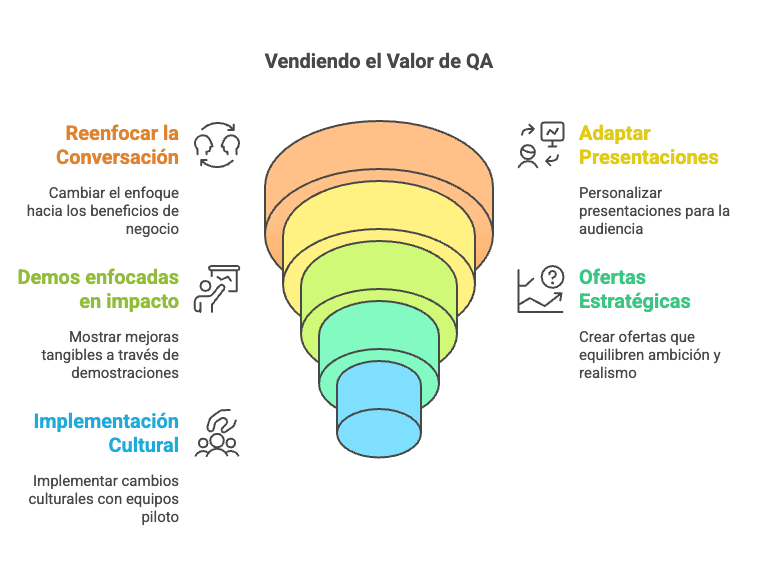 Vendiendo el Valor de QA
Reenfocar la
Conversación
Cambiar el enfoque
hacia los beneficios de
negocio
Adaptar
Presentaciones
Personalizar
presentaciones para la
audiencia
Demos enfocadas
en impacto
Mostrar mejoras
tangibles a través de
demostraciones
Ofertas
Estratégicas
Crear ofertas que
equilibren ambición y
realismo
Implementación
Cultural
Implementar cambios
culturales con equipos
piloto